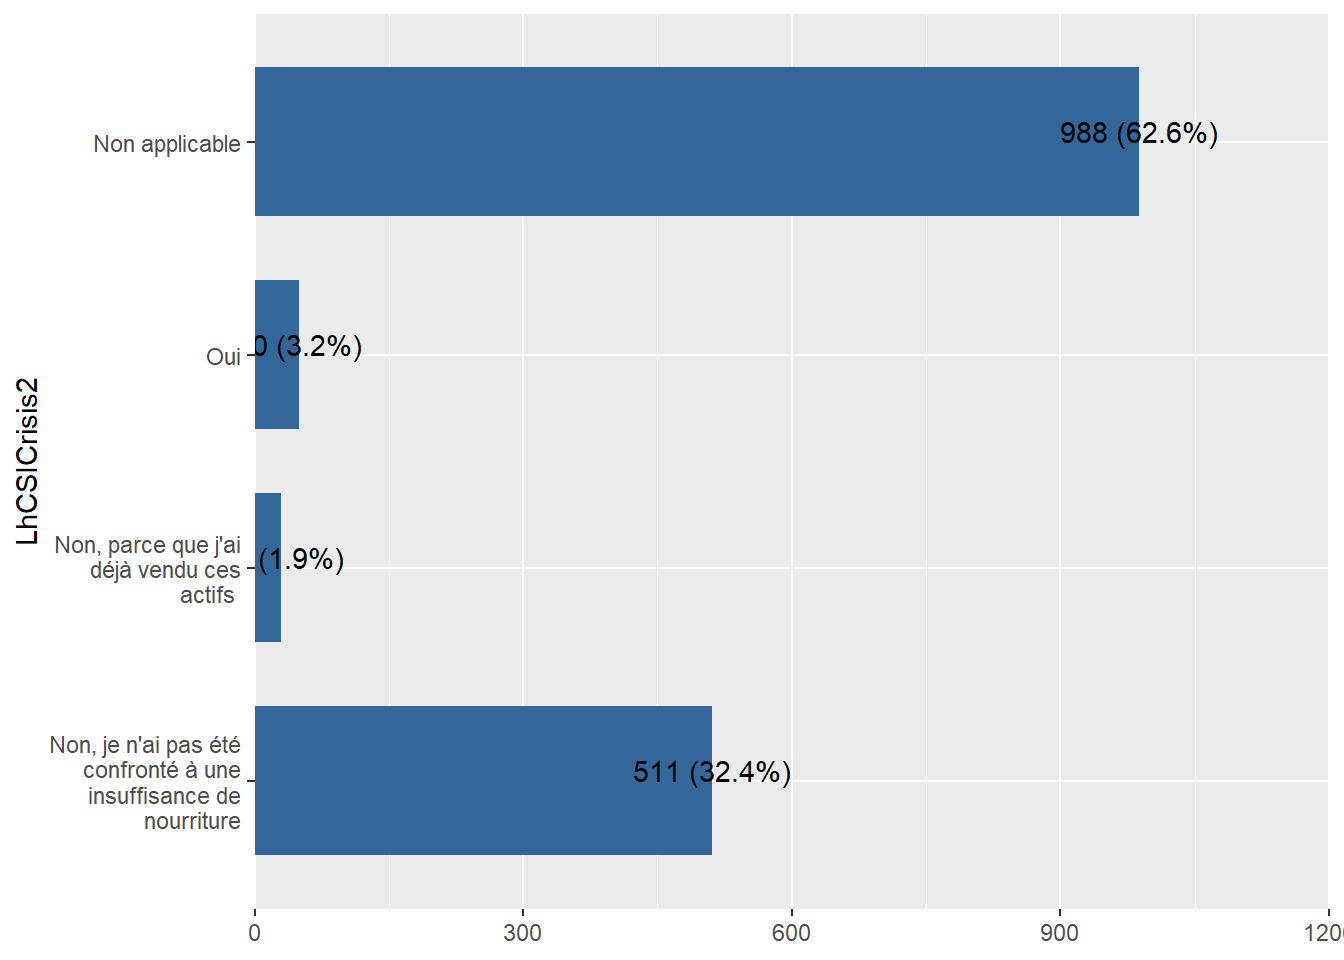 LhCSICrisis2
Non applicable
988 (62.6%)
Oui
0 (3.2%)
Non, parce que j'ai
déjà vendu ces
actifs
(1.9%)
Non, je n'ai pas été
confronté à une
insuffisance de
nourriture
511 (32.4%)
0
300
600
900